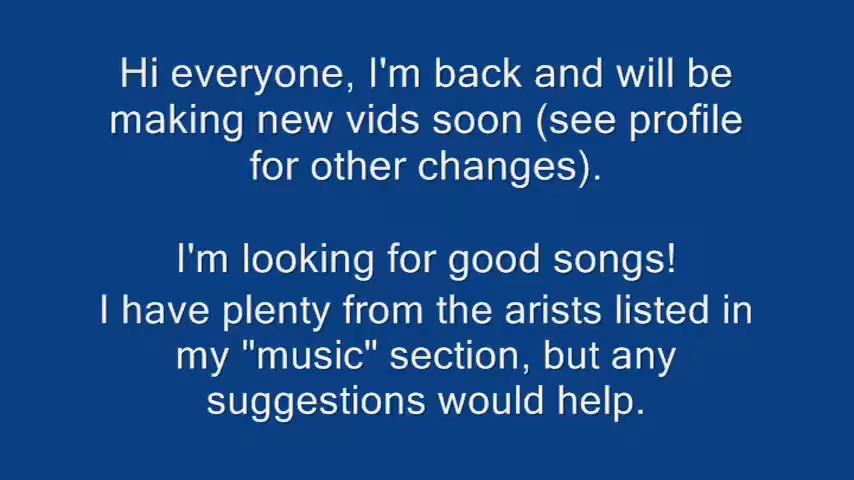 Hi everyone, I'm back and will be
making new vids soon (see profile
for other changes).
I'm looking for good songs!
I have plenty from the arists listed in
my "music" section, but any
suggestions would help.